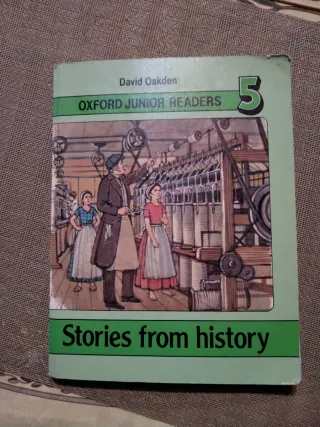 David Oakden
OXFORD JUNIOR READERS 5
Stories from history